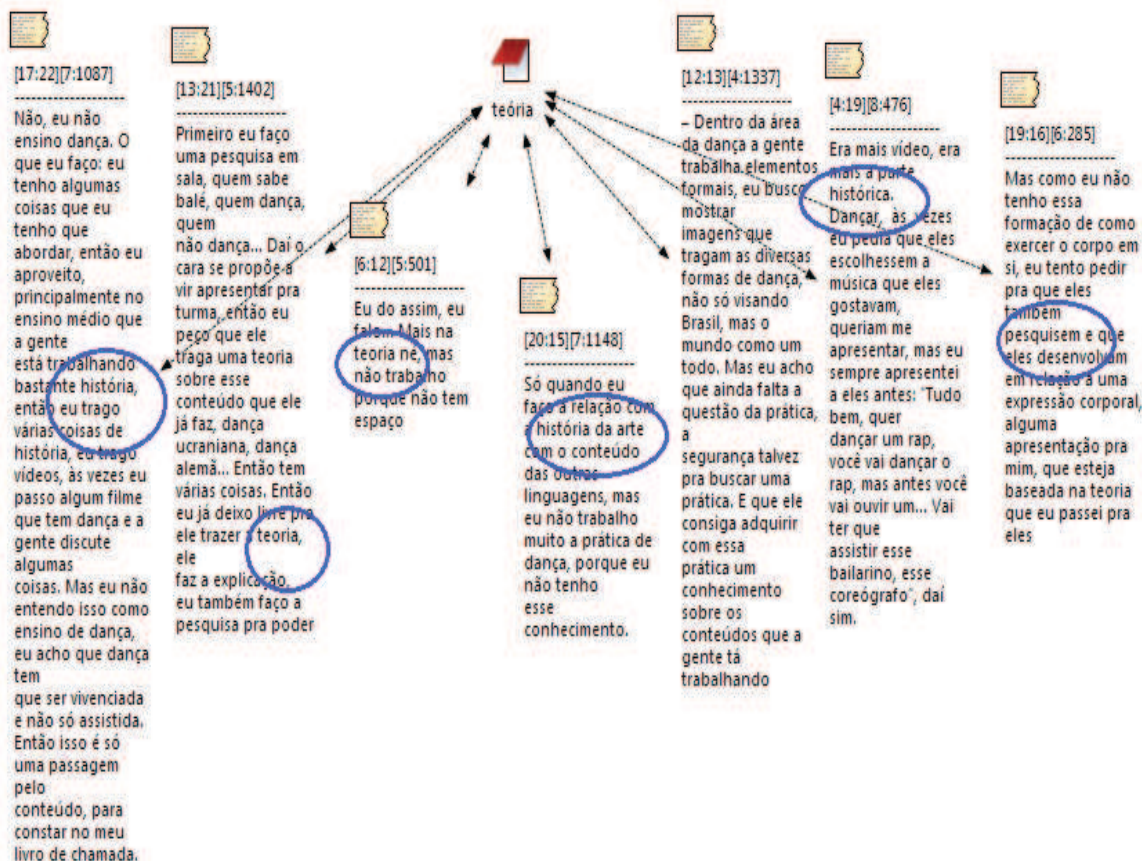 [17:22][7:1087]
--------------------
Não, eu não
ensino dança. O
que eu faço: eu
tenho algumas
coisas que eu
tenho que
abordar, então eu
aproveito,
principalmente no
ensino médio que
a gente
está trabalhando
bastante história,
então eu trago
várias coisas de
história, eu trago
vídeos, às vezes eu
passo algum filme
que tem dança e a
gente discute
algumas
coisas. Mas eu não
entendo isso como
ensino de dança,
eu acho que dança
tem
que ser vivenciada
e não só assistida.
Então isso é só
uma passagem
pelo
conteúdo, para
constar no meu
livro de chamada.
[13:21][5:1402]
--------------------
Primeiro eu faço
uma pesquisa em
sala, quem sabe
balé, quem dança,
quem
não dança... Daí o
cara se propõe a
vir apresentar pra
turma, então eu
peço que ele
traga uma teoria
sobre esse
conteúdo que ele
já faz, dança
ucraniana, dança
alemã... Então tem
várias coisas. Então
eu já deixo livre pra
ele trazer a teoria,
ele
faz a explicação,
eu também faço a
pesquisa pra poder
[6:12][5:501]
--------------------
Eu do assim, eu
falo... Mais na
teoria né, mas
não trabalho
porque não tem
espaço
teória
[20:15][7:1148]
--------------------
Só quando eu
faço a relação com
a história da arte
com o conteúdo
das outras
linguagens, mas
eu não trabalho
muito a prática de
dança, porque eu
não tenho
esse
conhecimento.
[12:13][4:1337]
--------------------
– Dentro da área
da dança a gente
trabalha elementos
formais, eu busco
mostrar
imagens que
tragam as diversas
formas de dança,
não só visando
Brasil, mas o
mundo como um
todo. Mas eu acho
que ainda falta a
questão da prática,
a
segurança talvez
pra buscar uma
prática. E que ele
consiga adquirir
com essa
prática um
conhecimento
sobre os
conteúdos que a
gente tá
trabalhando
[4:19][8:476]
--------------------
Era mais vídeo, era
mais a parte
histórica.
Dançar, às vezes
eu pedia que eles
escolhessem a
música que eles
gostavam,
queriam me
apresentar, mas eu
sempre apresentei
a eles antes: "Tudo
bem, quer
dançar um rap,
você vai dançar o
rap, mas antes você
vai ouvir um... Vai
ter que
assistir esse
bailarino, esse
coreógrafo", daí
sim.
[19:16][6:285]
--------------------
Mas como eu não
tenho essa
formação de como
exercer o corpo em
si, eu tento pedir
pra que eles
também
pesquisem e que
eles desenvolvam
em relação à uma
expressão corporal,
alguma
apresentação pra
mim, que esteja
baseada na teoria
que eu passei pra
eles